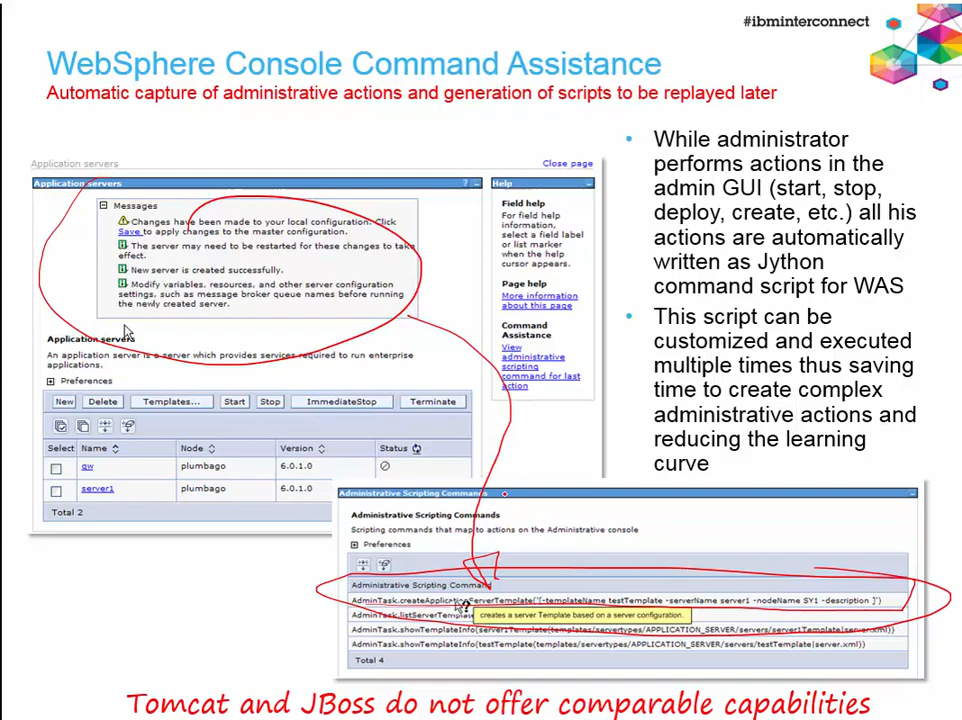 #ibminterconnect
WebSphere Console Command Assistance
Automatic capture of administrative actions and generation of scripts to be replayed later
Application servers
Close page
Application servers
? _
Messages
Changes have been made to your local configuration. Click
Save to apply changes to the master configuration.
The server may need to be restarted for these changes to take
effect.
New server is created successfully.
Modify variables, resources, and other server configuration
settings, such as message broker queue names before running
the newly created server.
Application servers
An application server is a server which provides services required to run enterprise
applications.
Preferences
New Delete Templates... Start Stop ImmediateStop Terminate
Select Name Node Version Status
gw plumbago 6.0.1.0
server1 plumbago 6.0.1.0
Total 2
Help
Field help
For field help
information,
select a field label
or list marker
when the help
cursor appears.
Page help
More information
about this page
Command
Assistance
View
administrative
scripting
command for last
action
• While administrator
performs actions in the
admin GUI (start, stop,
deploy, create, etc.) all his
actions are automatically
written as Jython
command script for WAS
• This script can be
customized and executed
multiple times thus saving
time to create complex
administrative actions and
reducing the learning
curve
Administrative Scripting Commands
Administrative Scripting Commands
Scripting commands that map to actions on the Administrative console
Preferences
Administrative Scripting Command
AdminTask.createApplicationServerTemplate('[-templateName testTemplate -serverName server1 -nodeName SY1 -description ]')
AdminTask.listServerTempla
creates a server Template based on a server configuration.
AdminTask.showTemplateInfo(server1Template(templates/servertypes/APPLICATION_SERVER/servers/server1Template|server.xml))
AdminTask.showTemplateInfo(testTemplate(templates/servertypes/APPLICATION_SERVER/servers/testTemplate|server.xml))
Total 4
Tomcat and JBoss do not offer comparable capabilities